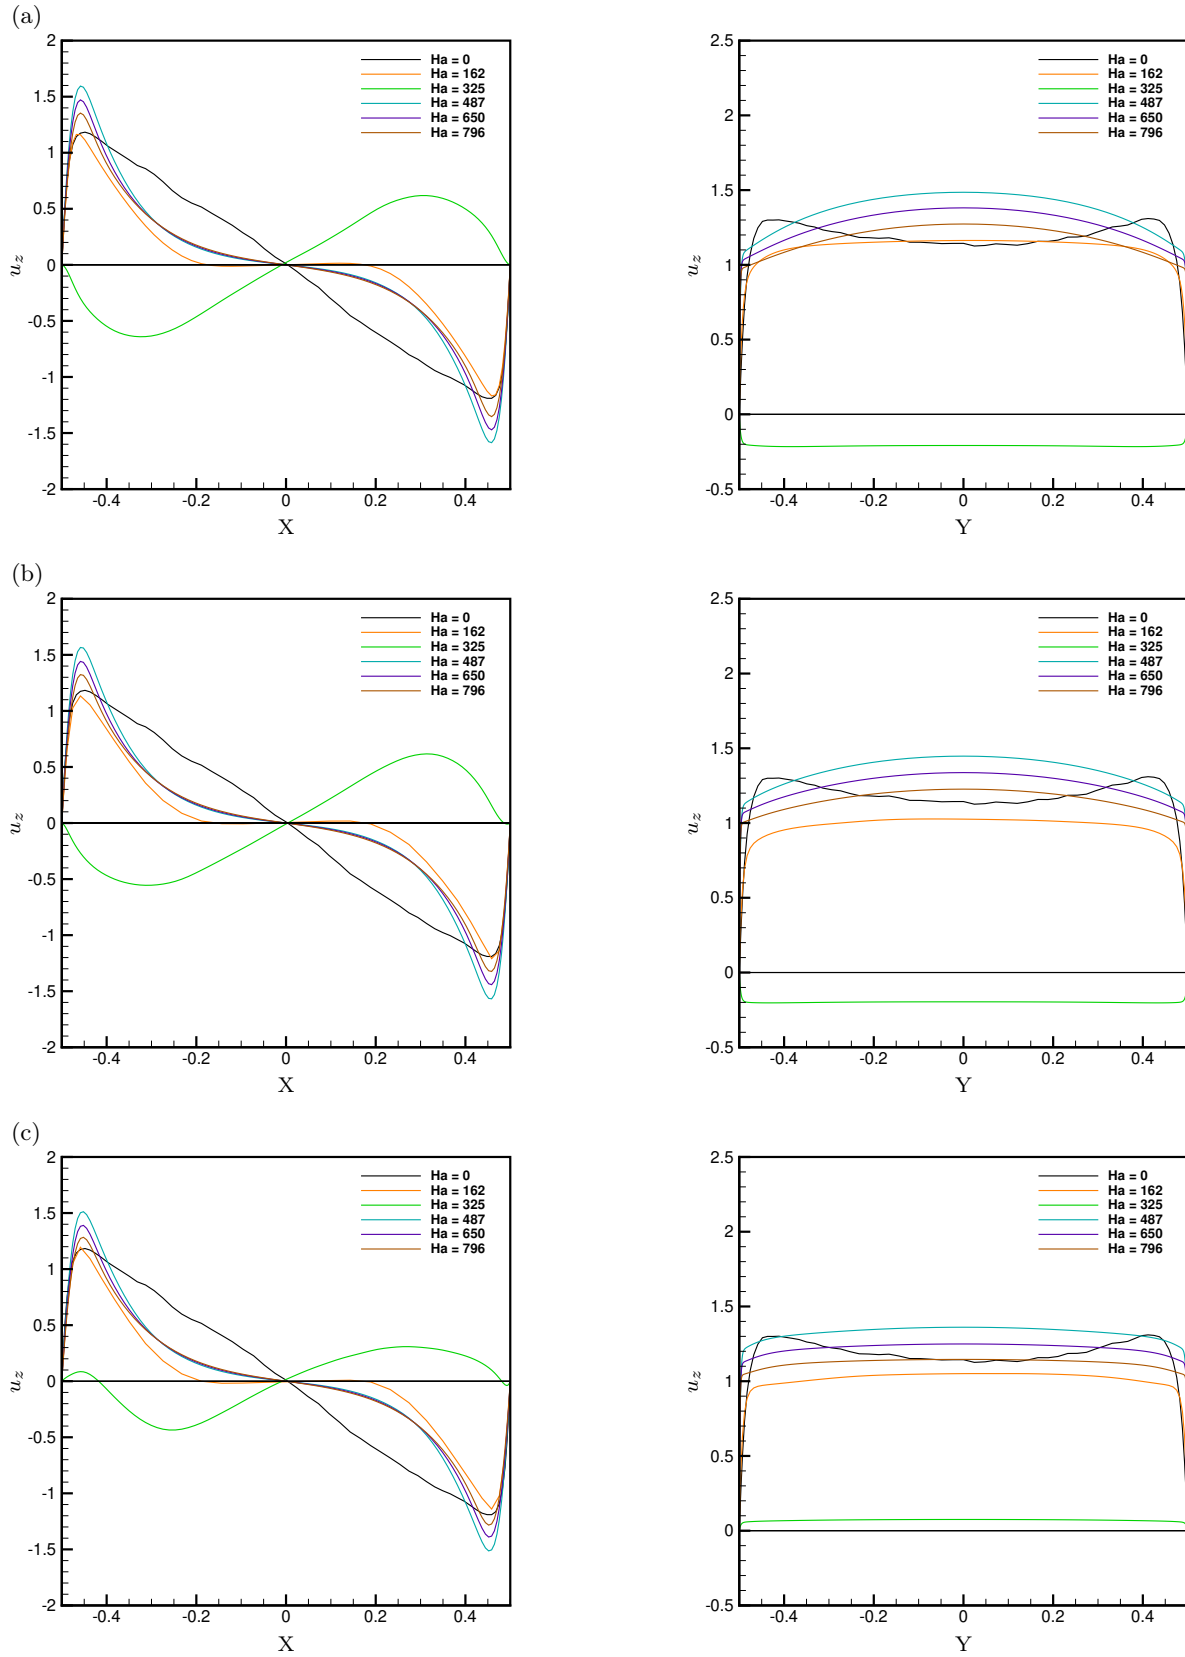 (a)
2
1.5
1
0.5
0
-0.5
-1
-1.5
-2
u_z
-0.4
-0.2
0
0.2
0.4
X
Ha = 0
Ha = 162
Ha = 325
Ha = 487
Ha = 650
Ha = 796
2.5
2
1.5
1
0.5
0
-0.5
u_z
-0.4
-0.2
0
0.2
0.4
Y
Ha = 0
Ha = 162
Ha = 325
Ha = 487
Ha = 650
Ha = 796
(b)
2
1.5
1
0.5
0
-0.5
-1
-1.5
-2
u_z
-0.4
-0.2
0
0.2
0.4
X
Ha = 0
Ha = 162
Ha = 325
Ha = 487
Ha = 650
Ha = 796
2.5
2
1.5
1
0.5
0
-0.5
u_z
-0.4
-0.2
0
0.2
0.4
Y
Ha = 0
Ha = 162
Ha = 325
Ha = 487
Ha = 650
Ha = 796
(c)
2
1.5
1
0.5
0
-0.5
-1
-1.5
-2
u_z
-0.4
-0.2
0
0.2
0.4
X
Ha = 0
Ha = 162
Ha = 325
Ha = 487
Ha = 650
Ha = 796
2.5
2
1.5
1
0.5
0
-0.5
u_z
-0.4
-0.2
0
0.2
0.4
Y
Ha = 0
Ha = 162
Ha = 325
Ha = 487
Ha = 650
Ha = 796